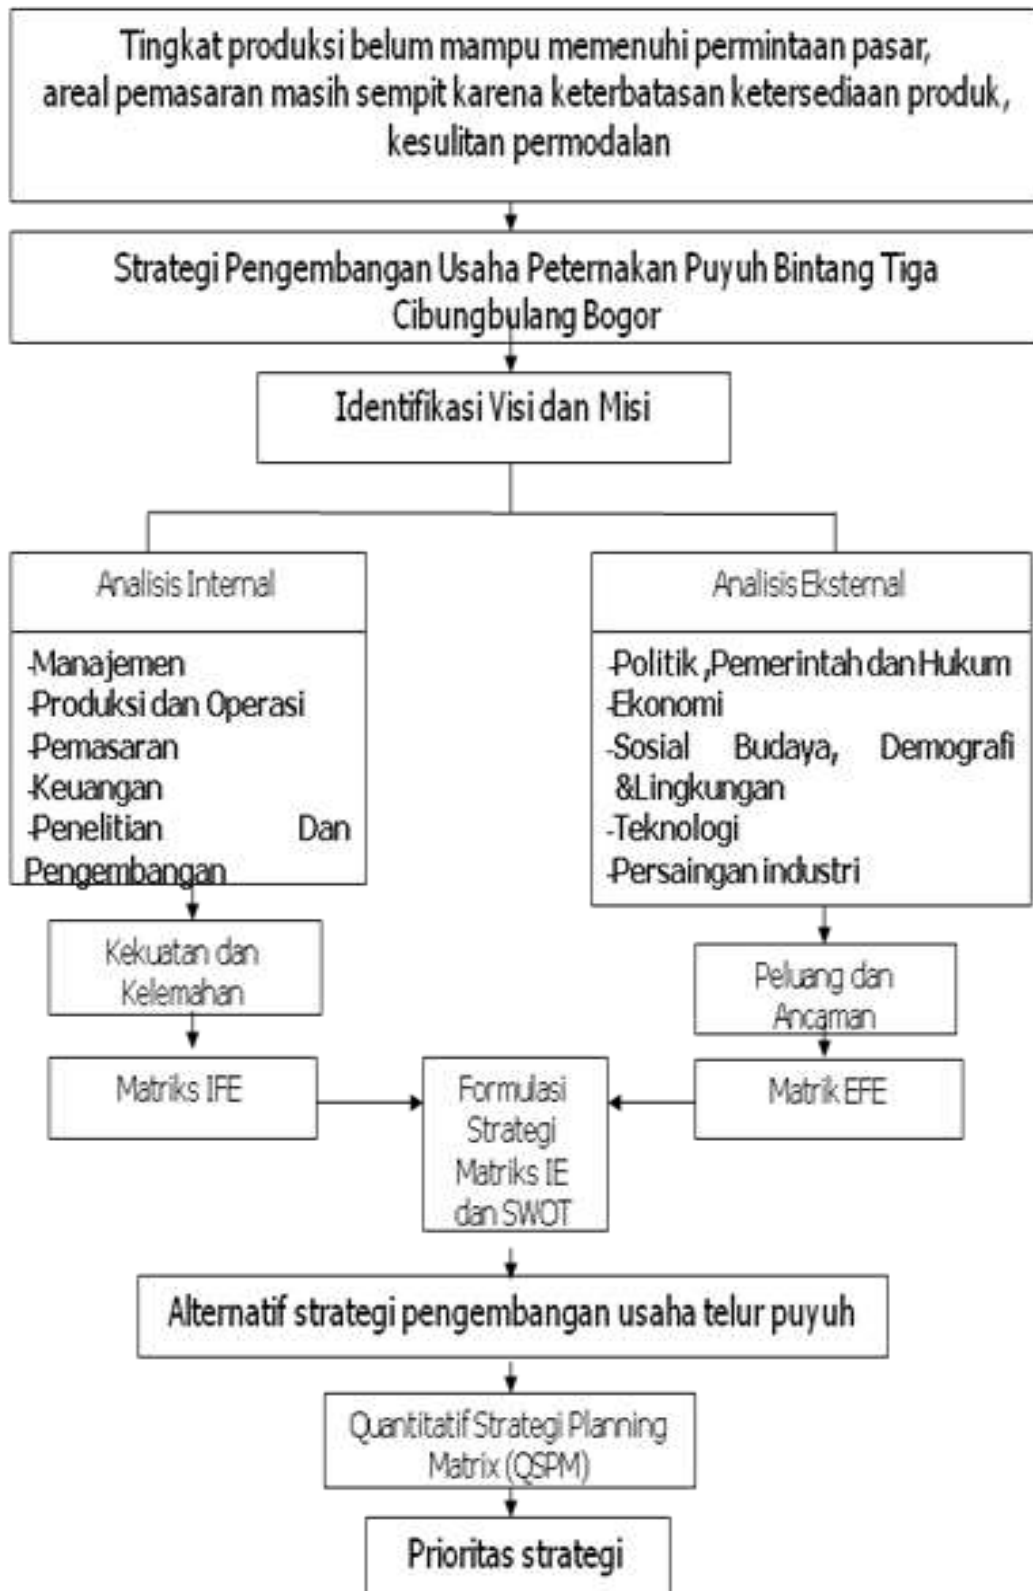 Tingkat produksi belum mampu memenuhi permintaan pasar,
areal pemasaran masih sempit karena keterbatasan ketersediaan produk,
kesulitan permodalan
Strategi Pengembangan Usaha Peternakan Puyuh Bintang Tiga
Cibungbulang Bogor
Identifikasi Visi dan Misi
Analisis Internal
-Manajemen
-Produksi dan Operasi
-Pemasaran
-Keuangan
-Penelitian Dan
Pengembangan
Analisis Eksternal
-Politik ,Pemerintah dan Hukum
-Ekonomi
-Sosial Budaya, Demografi
&Lingkungan
-Teknologi
-Persaingan industri
Kekuatan dan
Kelemahan
Peluang dan
Ancaman
Matriks IFE
Formulasi
Strategi
Matriks IE
dan SWOT
Matrik EFE
Alternatif strategi pengembangan usaha telur puyuh
Quantitatif Strategi Planning
Matrix (QSPM)
Prioritas strategi